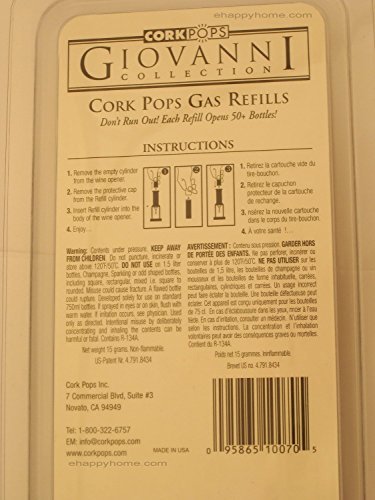 ehappyhome.com
CORKPOPS
GIOVANNI
COLLECTION
CORK POPS GAS REFILLS
Don't Run Out! Each Refill Opens 50+ Bottles!
INSTRUCTIONS
1. Remove the empty cylinder
from the wine opener.
2. Remove the protective cap
from the Refill cylinder.
3. Insert Refill cylinder into the
body of the wine opener.
4. Enjoy...
1
2
3
1. Retirez la cartouche vide du
tire-bouchon.
2. Retirez le capuchon
protecteur de la cartouche
de rechange.
3. Insérez la nouvelle cartouche
dans le corps du tire-bouchon.
4. À votre santé !...
Warning: Contents under pressure. KEEP AWAY
FROM CHILDREN. Do not puncture, incinerate or
store above 120°F/50°C. DO NOT USE on 1.5 liter
bottles, Champagne, Sparkling or odd shaped bottles,
including square, rectangular, mixed i.e. square to
rounded. Misuse could cause fracture. A flawed bottle
could rupture. Developed solely for use on standard
750ml bottles. If sprayed in eyes or on skin, flush with
warm water. If irritation occurs, see physician. Used
only as directed. Intentional misuse by deliberately
concentrating and inhaling the contents can be
harmful or fatal. Contains R-134A.
Net weight 15 grams. Non-flammable.
US-Patent Nr. 4.791.8434
AVERTISSEMENT : Contenu sous pression. GARDER HORS
DE PORTÉE DES ENFANTS. Ne pas perforer, incinérer ou
conserver à plus de 120°F/50°C. NE PAS UTILISER sur les
bouteilles de 1,5 litre, les bouteilles de champagne ou de vin
mousseux et les bouteilles de forme inhabituelle, carrées,
rectangulaires, cylindriques et carrées. Un usage incorrect
peut faire éclater la bouteille. Une bouteille défectueuse peut
éclater. Cet appareil est conçu uniquement pour les bouteilles
de 75 cl. En cas d'éclaboussure dans les yeux, rincer à l'eau
tiède. En cas d'irritation, consulter un médecin. N'utiliser que
selon les instructions. La concentration et l'inhalation
volontaires du contenu peuvent avoir des conséquences mortelles.
Contient du R-134A.
Poids net 15 grammes. Ininflammable.
Brevet US no. 4.791.8434
Cork Pops Inc.
7 Commercial Blvd, Suite #3
Novato, CA 94949
Tel: 1-800-322-6757
EM: info@corkpops.com
www.corkpops.com
MADE IN USA
0 95865 10070 5
ehappyhome.com